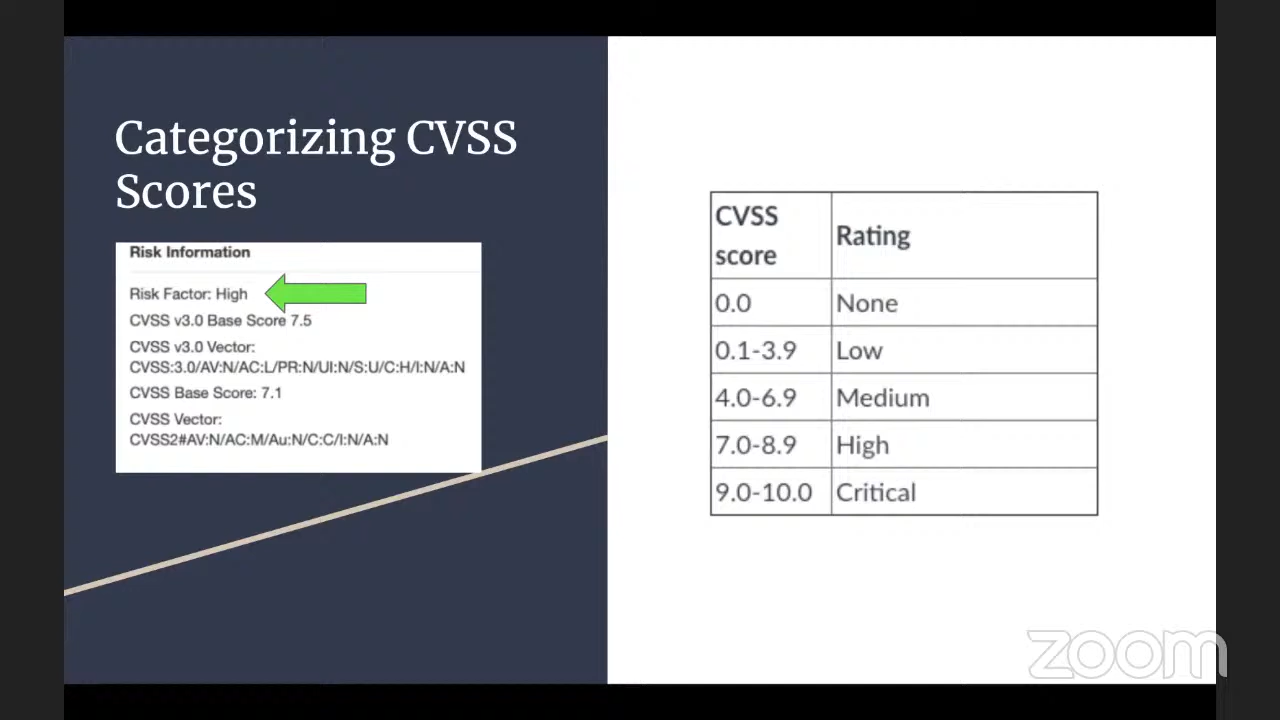 Categorizing CVSS
Scores
Risk Information
Risk Factor: High
CVSS v3.0 Base Score 7.5
CVSS v3.0 Vector:
CVSS:3.0/AV:N/AC:L/PR:N/UI:N/S:U/C:H/I:N/A:N
CVSS Base Score: 7.1
CVSS Vector:
CVSS2#AV:N/AC:M/Au:N/C:C/I:N/A:N
CVSS score Rating
0.0 None
0.1-3.9 Low
4.0-6.9 Medium
7.0-8.9 High
9.0-10.0 Critical
zoom